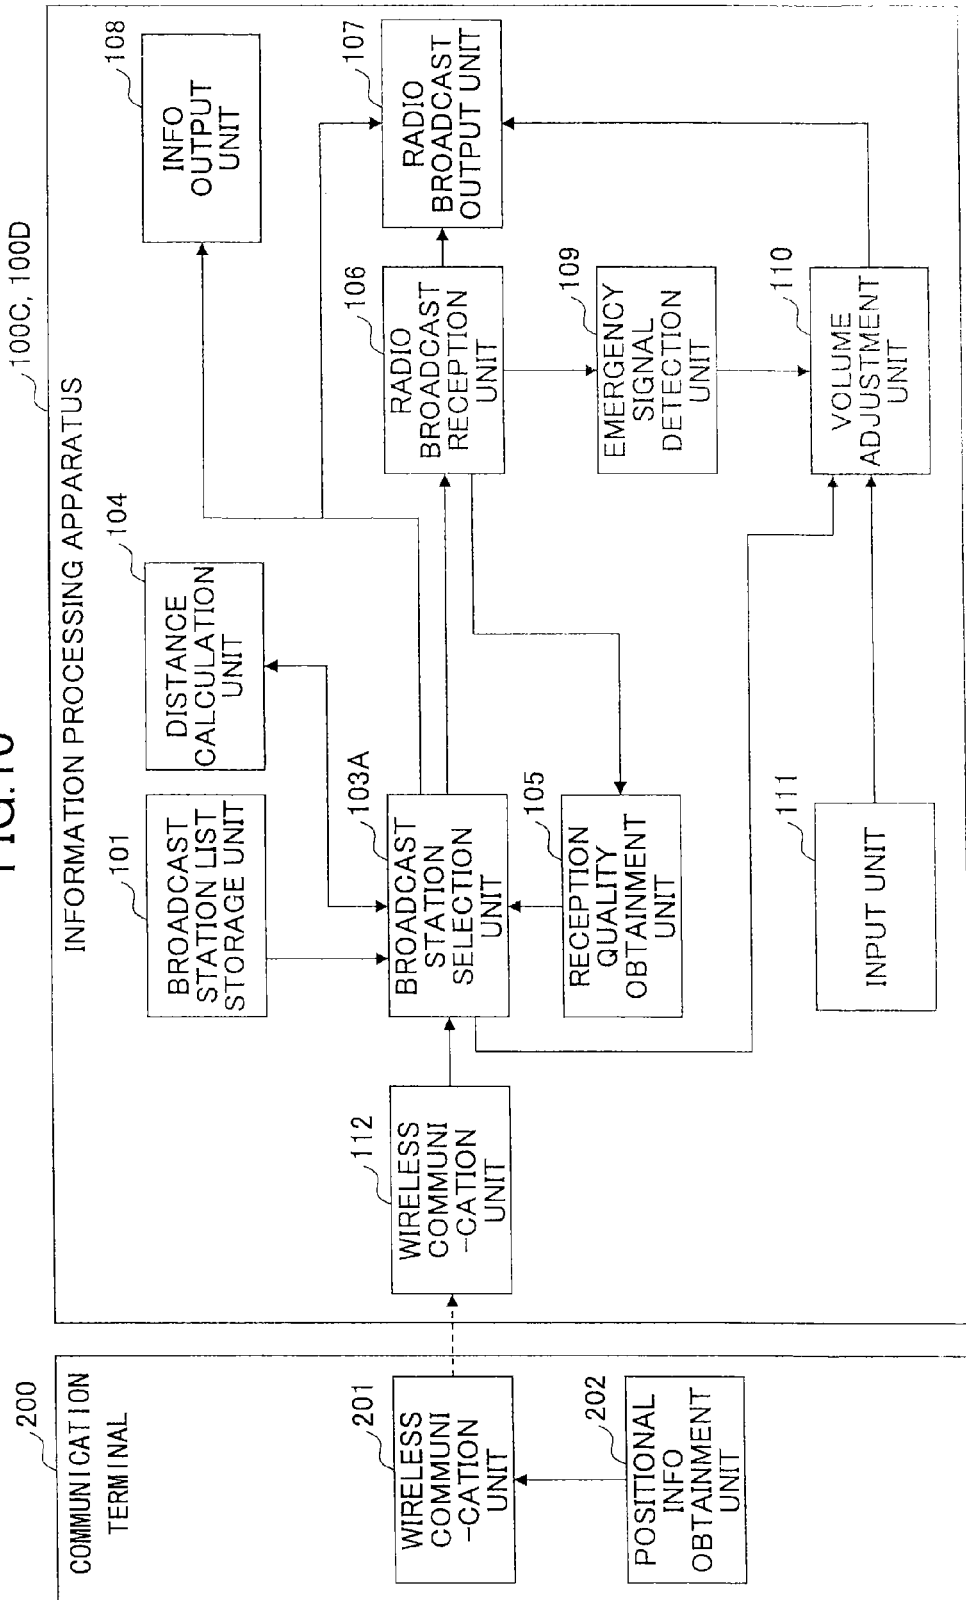 200
COMMUNICATION
TERMINAL
201
WIRELESS
COMMUNI
-CATION
UNIT
202
POSITIONAL
INFO
OBTAINMENT
UNIT
100C, 100D
INFORMATION PROCESSING APPARATUS
112
WIRELESS
COMMUNI
-CATION
UNIT
101
BROADCAST
STATION LIST
STORAGE UNIT
104
DISTANCE
CALCULATION
UNIT
108
INFO
OUTPUT
UNIT
103A
BROADCAST
STATION
SELECTION
UNIT
106
RADIO
BROADCAST
RECEPTION
UNIT
107
RADIO
BROADCAST
OUTPUT UNIT
105
RECEPTION
QUALITY
OBTAINMENT
UNIT
109
EMERGENCY
SIGNAL
DETECTION
UNIT
111
INPUT UNIT
110
VOLUME
ADJUSTMENT
UNIT